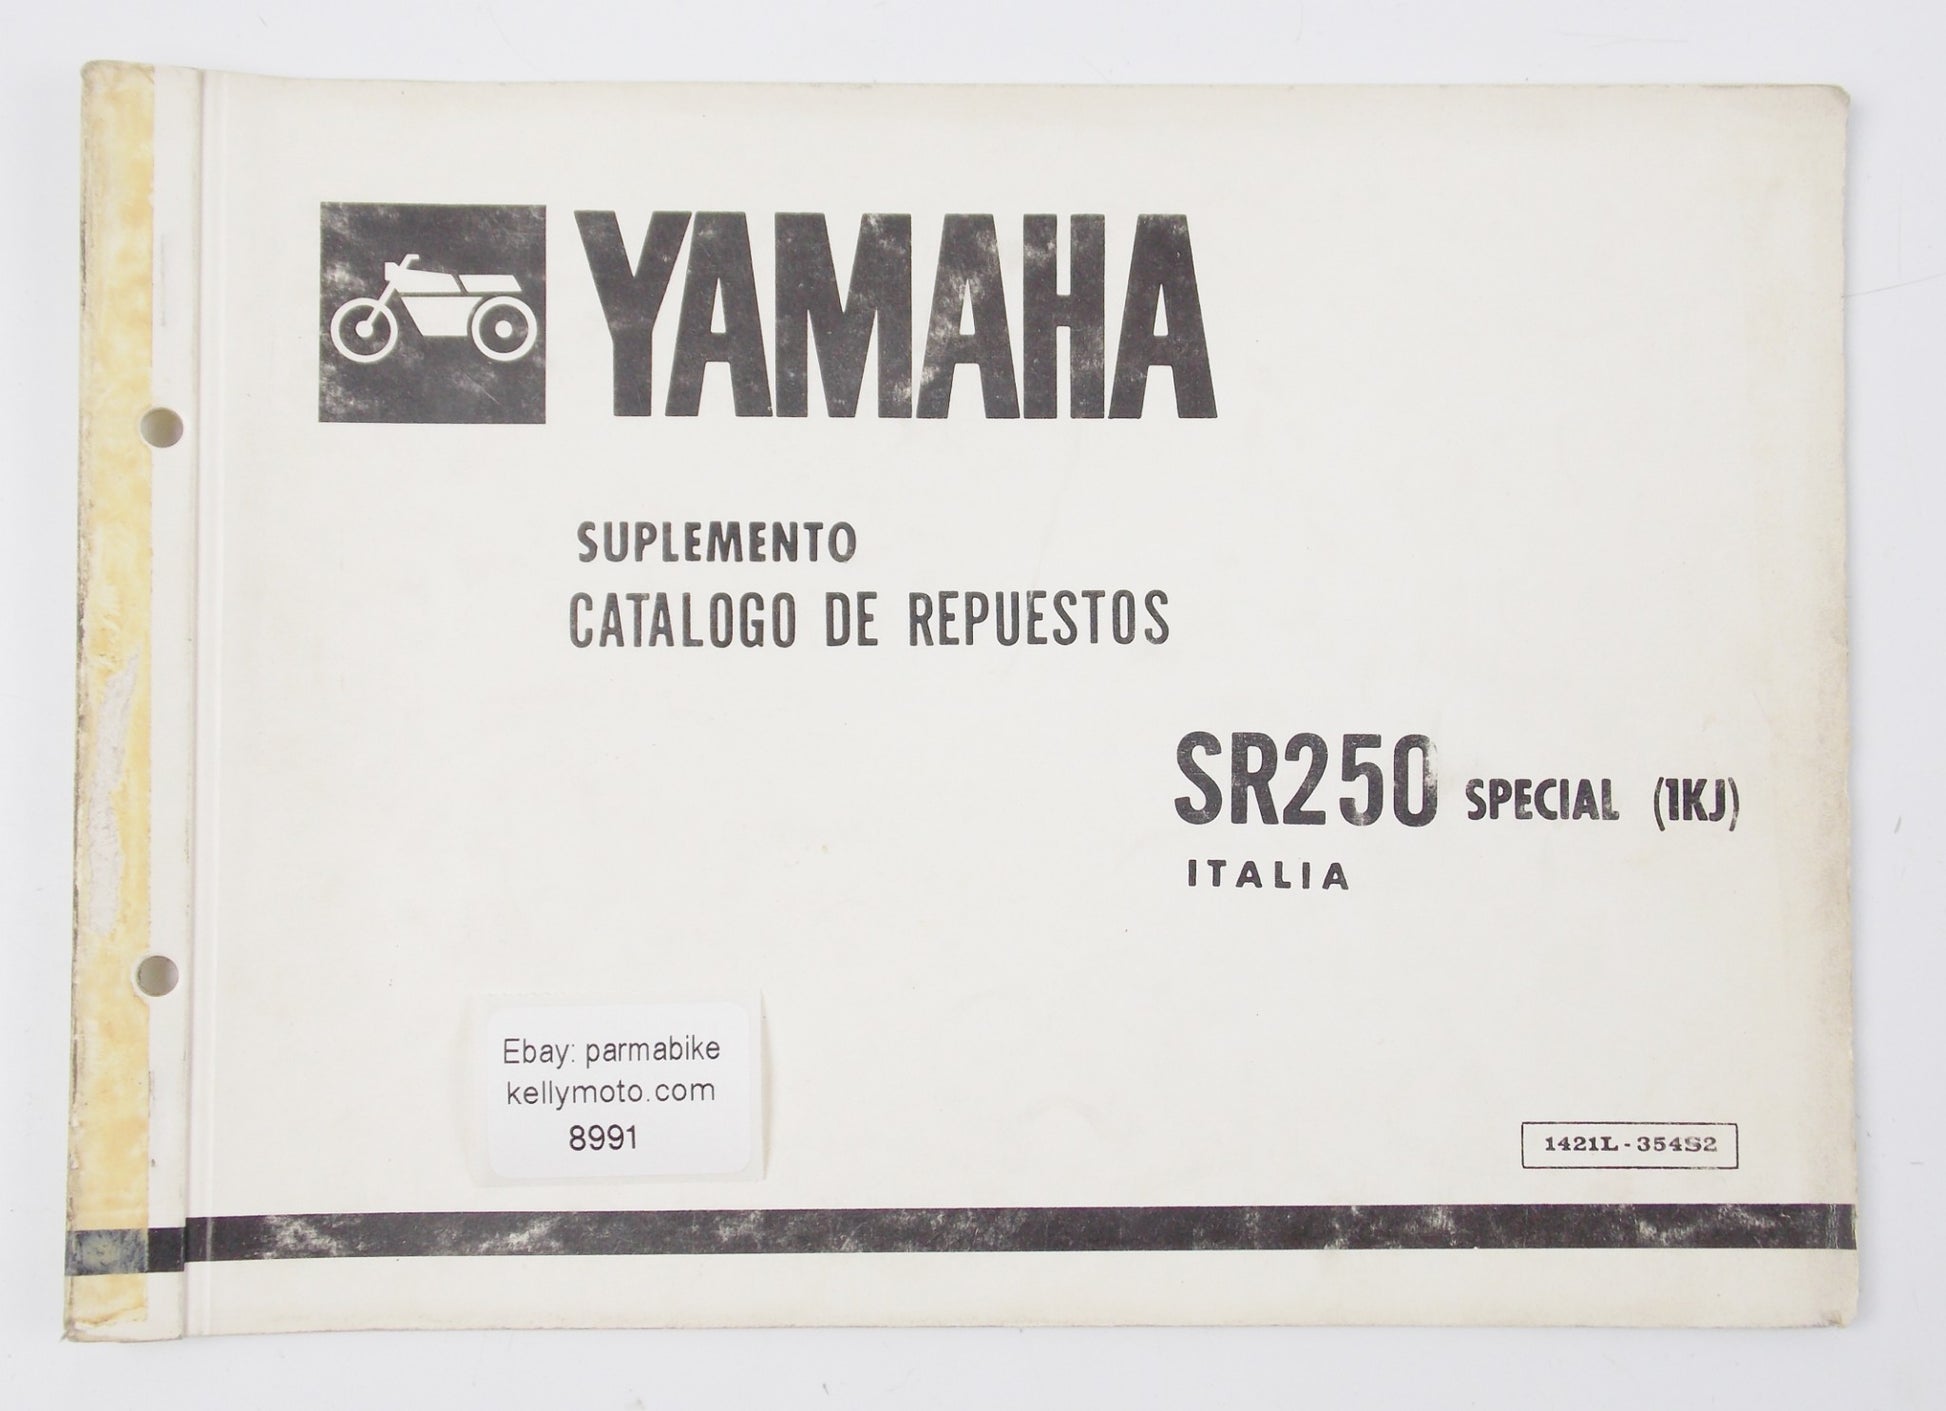 YAMAHA
SUPLEMENTO
CATALOGO DE REPUESTOS
SR250 SPECIAL (1KJ)
ITALIA
Ebay: parmabike
kellymoto.com
8991
1421L-354S2